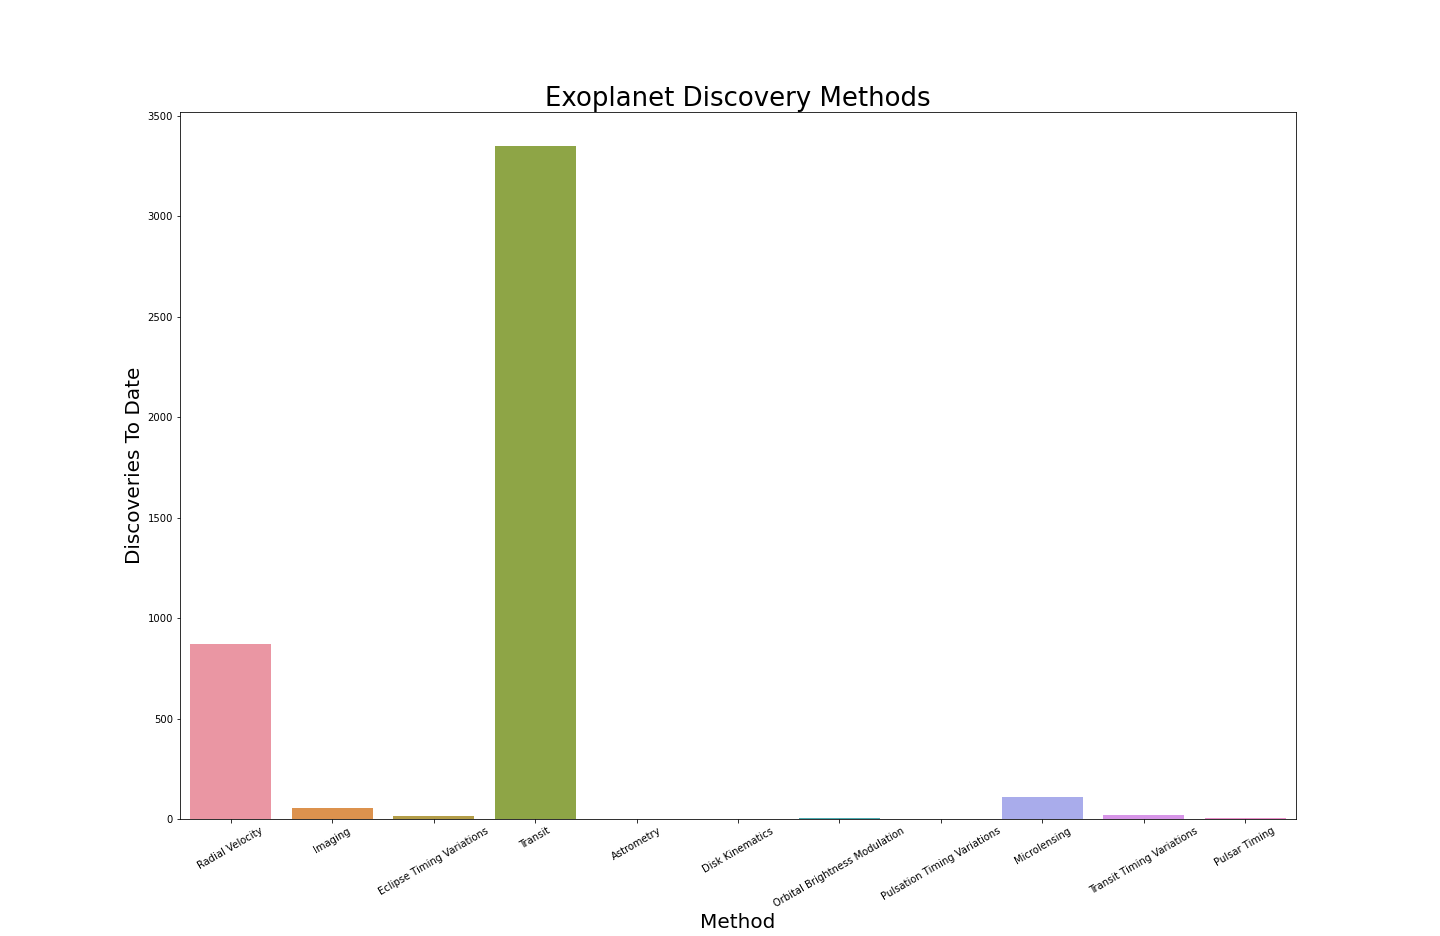 Exoplanet Discovery Methods
3500
3000
2500
2000
1500
1000
500
0
Discoveries To Date
Radial Velocity
Imaging
Eclipse Timing Variations
Transit
Astrometry
Disk Kinematics
Orbital Brightness Modulation
Pulsation Timing Variations
Microlensing
Transit Timing Variations
Pulsar Timing
Method